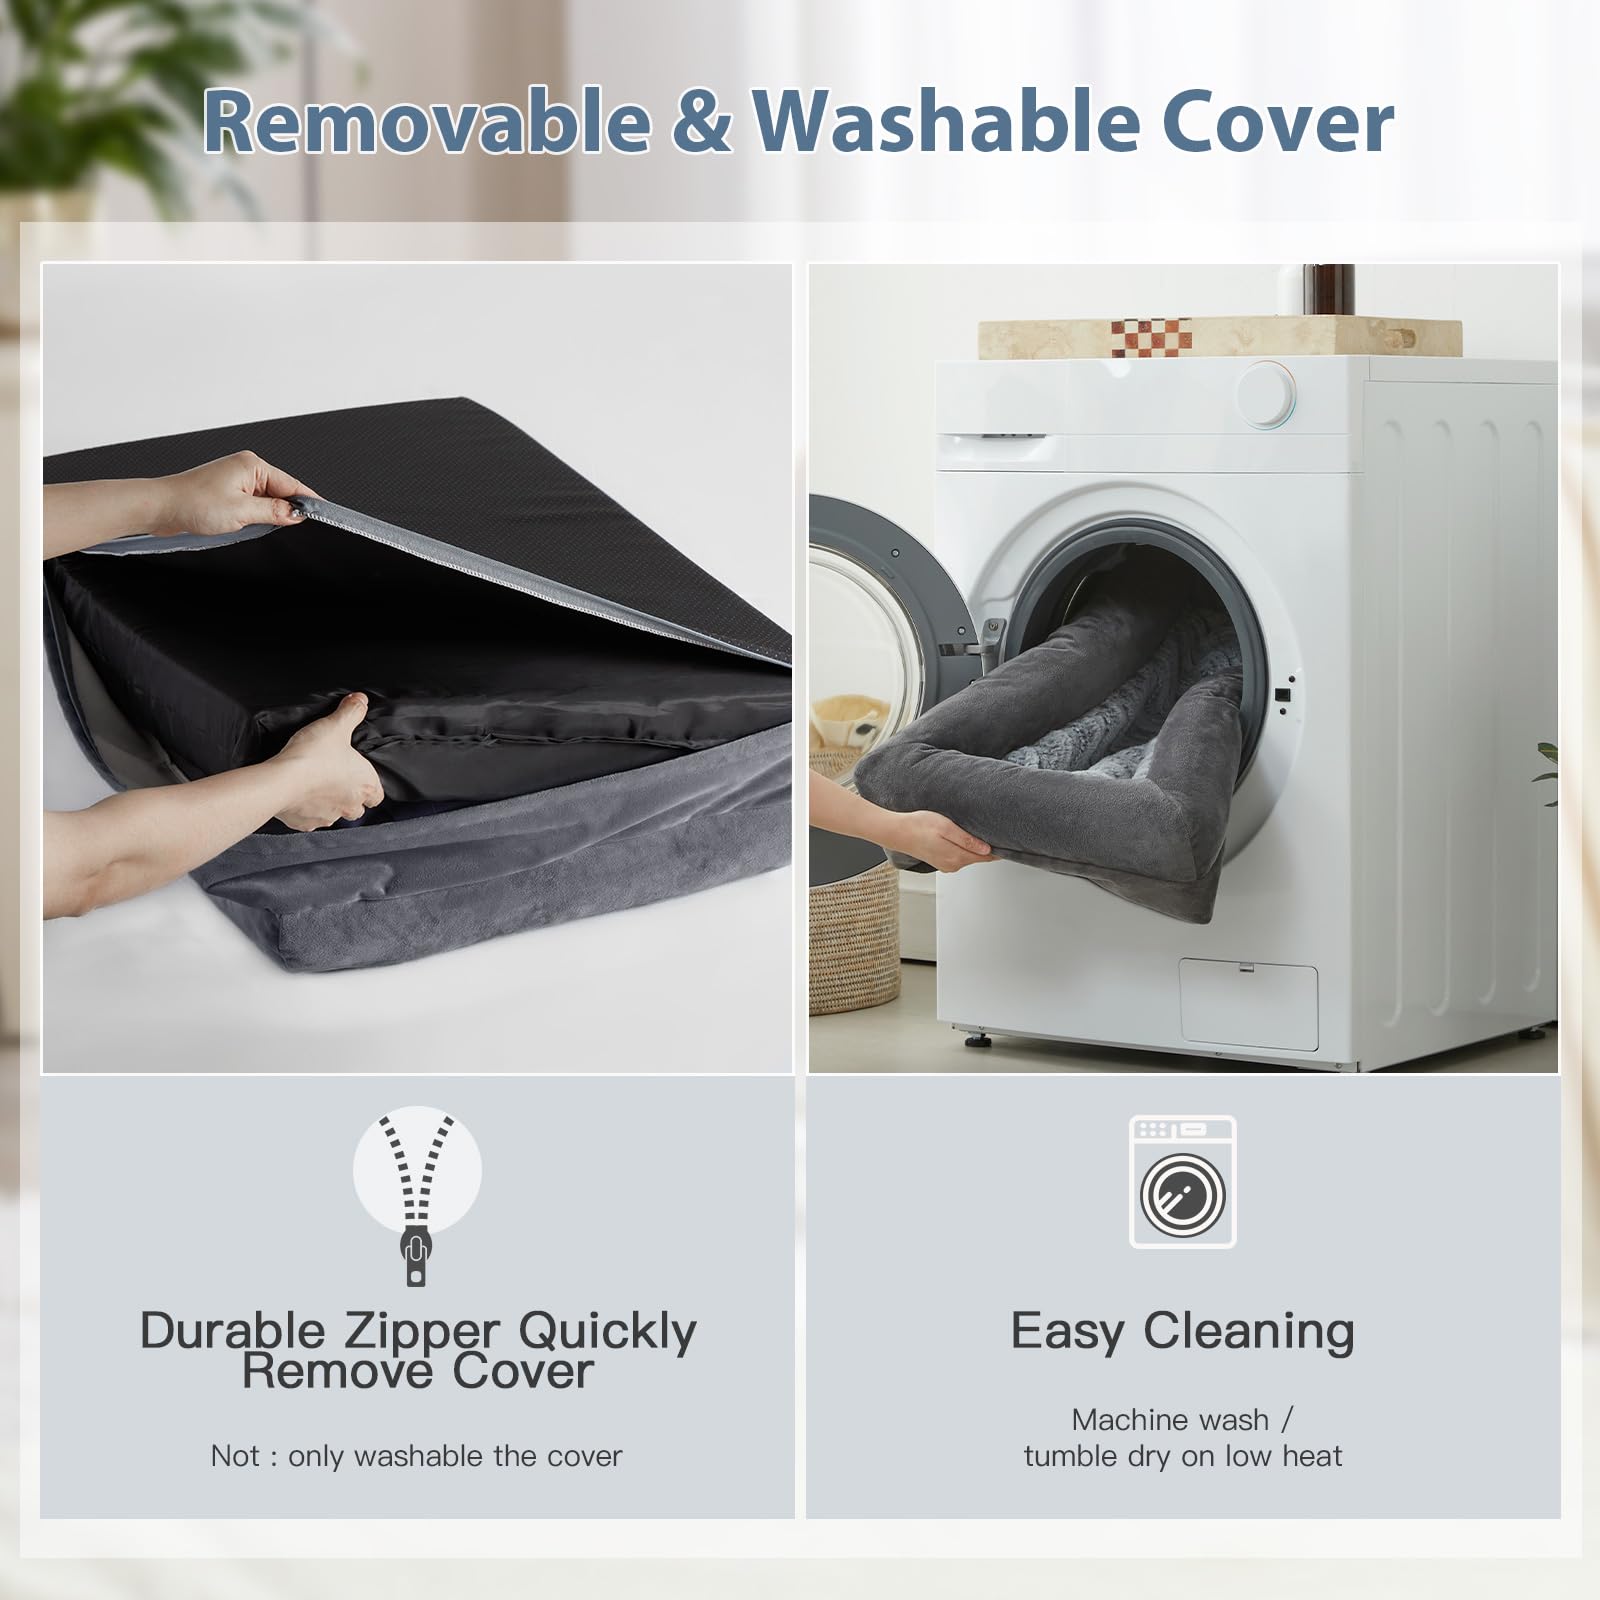 Removable & Washable Cover
Durable Zipper Quickly
Remove Cover
Not : only washable the cover
Easy Cleaning
Machine wash /
tumble dry on low heat